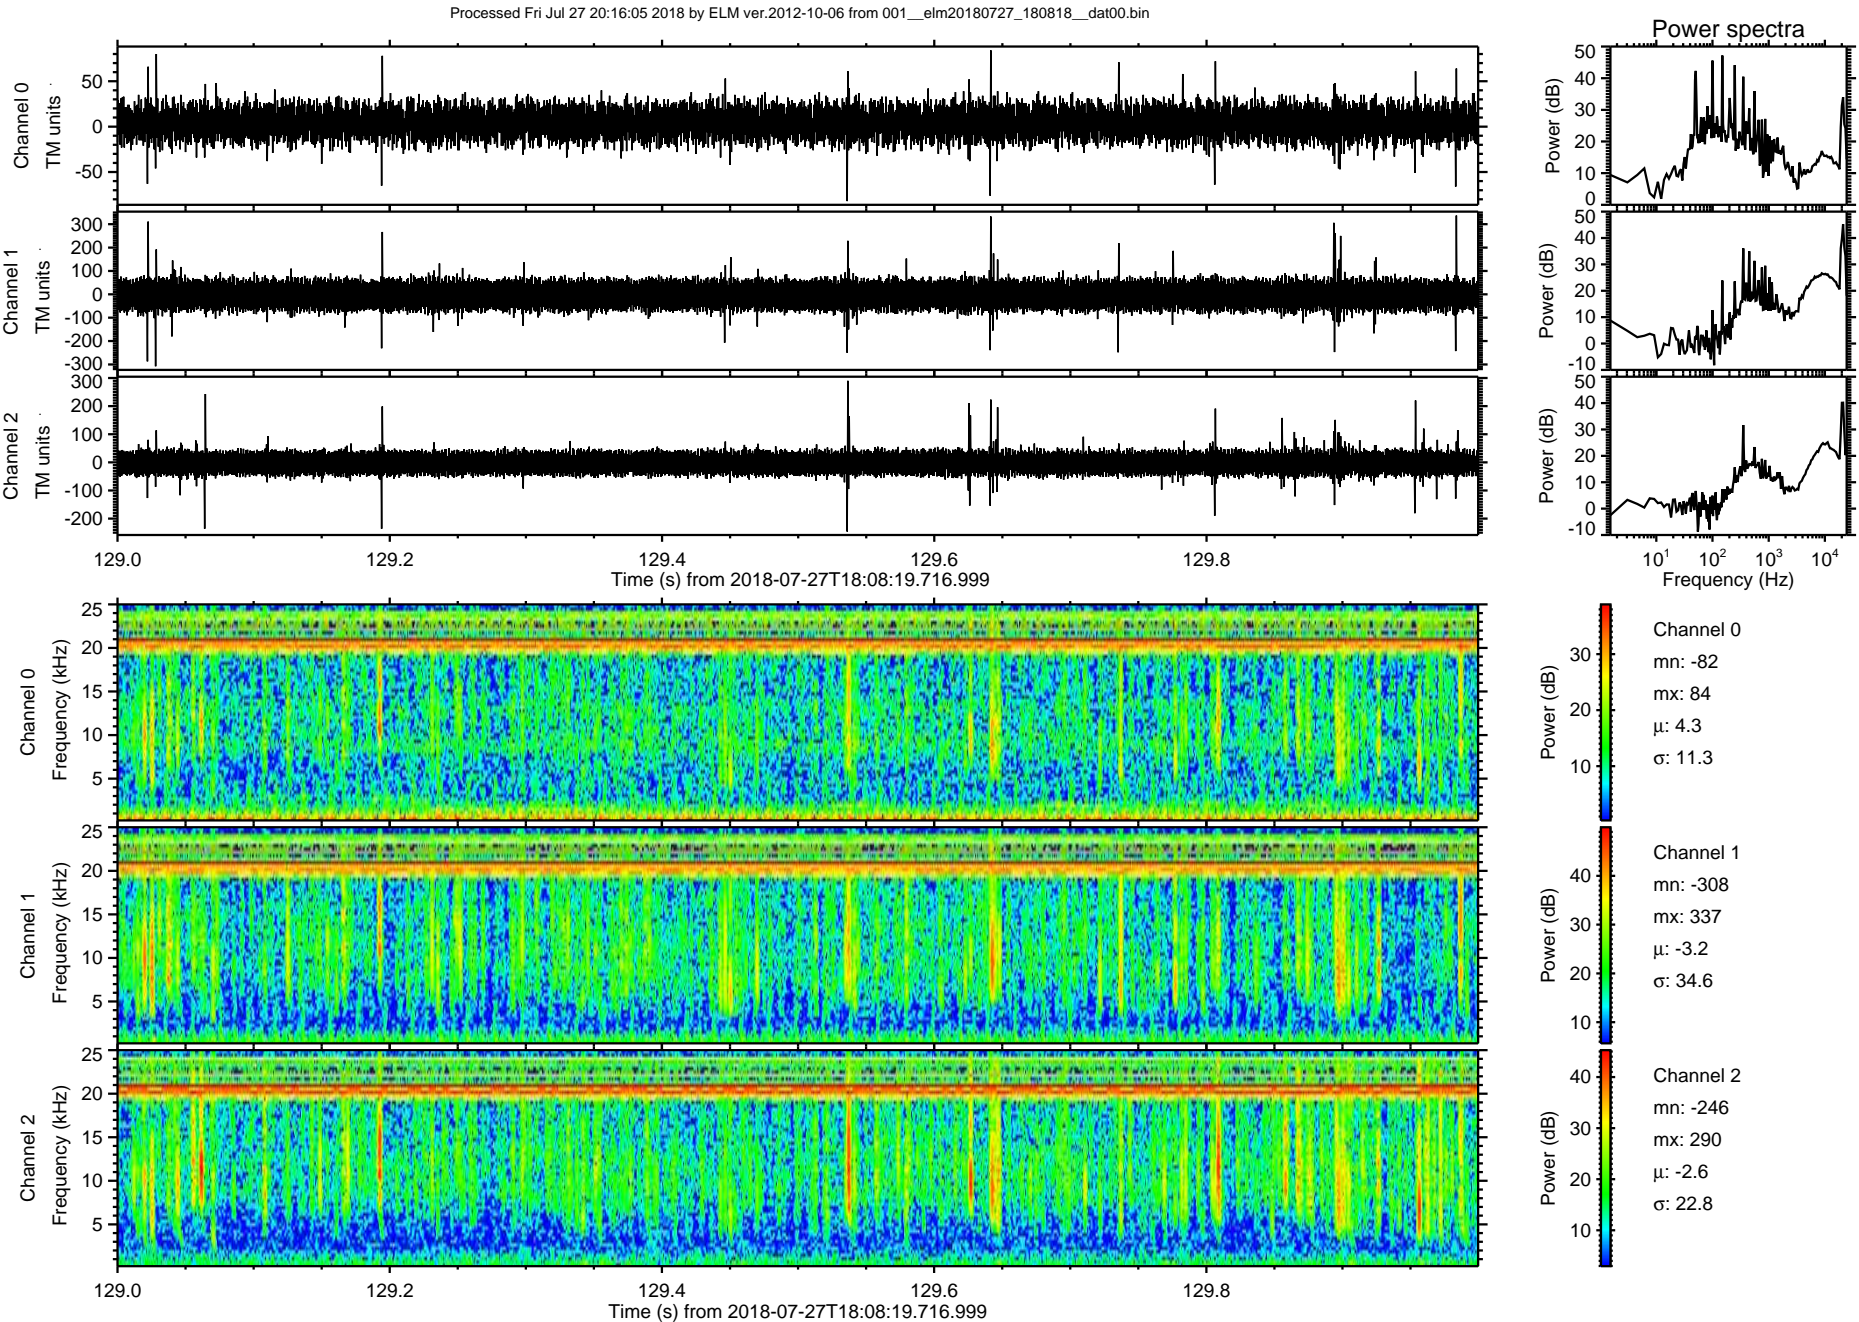 Processed Fri Jul 27 20:16:05 2018 by ELM ver.2012-10-06 from 001__elm20180727_180818__dat00.bin
Power spectra
Channel 0
TM units
50
0
-50
Power (dB)
50
40
30
20
10
0
Channel 1
TM units
300
200
100
0
-100
-200
-300
Power (dB)
50
40
30
20
10
0
-10
Channel 2
TM units
300
200
100
0
-100
-200
Power (dB)
50
40
30
20
10
0
-10
129.0 129.2 129.4 129.6 129.8
Time (s) from 2018-07-27T18:08:19.716.999
10¹ 10² 10³ 10⁴
Frequency (Hz)
Channel 0
Frequency (kHz)
25
20
15
10
5
Power (dB)
30
20
10
Channel 0
mn: -82
mx: 84
μ: 4.3
σ: 11.3
Channel 1
Frequency (kHz)
25
20
15
10
5
Power (dB)
40
30
20
10
Channel 1
mn: -308
mx: 337
μ: -3.2
σ: 34.6
Channel 2
Frequency (kHz)
25
20
15
10
5
Power (dB)
40
30
20
10
Channel 2
mn: -246
mx: 290
μ: -2.6
σ: 22.8
129.0 129.2 129.4 129.6 129.8
Time (s) from 2018-07-27T18:08:19.716.999